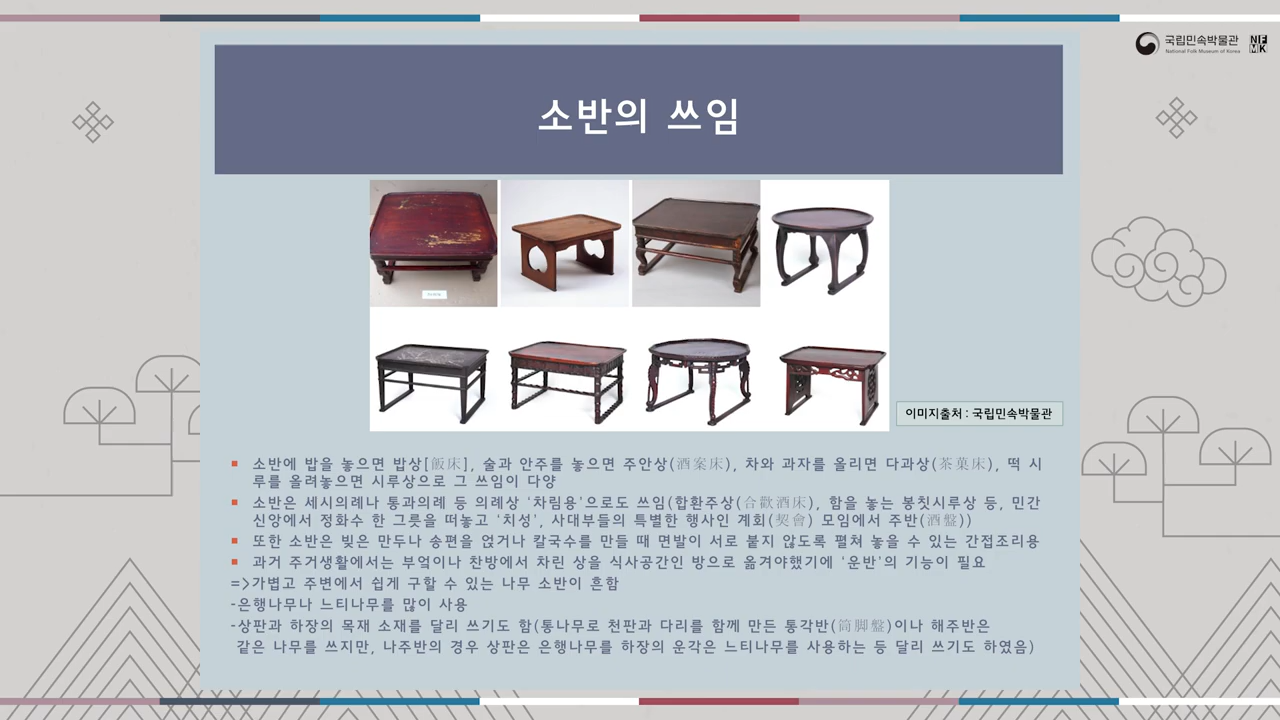 국립민속박물관
National Folk Museum of Korea
NF
MK
소반의 쓰임
이미지출처 : 국립민속박물관
▪ 소반에 밥을 놓으면 밥상[飯床], 술과 안주를 놓으면 주안상(酒案床), 차와 과자를 올리면 다과상(茶菓床), 떡 시
루를 올려놓으면 시루상으로 그 쓰임이 다양
▪ 소반은 세시의례나 통과의례 등 의례상 '차림용'으로도 쓰임(합환주상(合歡酒床), 함을 놓는 봉칫시루상 등, 민간
신앙에서 정화수 한 그릇을 떠놓고 '치성', 사대부들의 특별한 행사인 계회(契會) 모임에서 주반(酒盤))
▪ 또한 소반은 빚은 만두나 송편을 얹거나 칼국수를 만들 때 면발이 서로 붙지 않도록 펼쳐 놓을 수 있는 간접조리용
▪ 과거 주거생활에서는 부엌이나 찬방에서 차린 상을 식사공간인 방으로 옮겨야했기에 '운반'의 기능이 필요
=>가볍고 주변에서 쉽게 구할 수 있는 나무 소반이 흔함
-은행나무나 느티나무를 많이 사용
-상판과 하장의 목재 소재를 달리 쓰기도 함(통나무로 천판과 다리를 함께 만든 통각반(筒脚盤)이나 해주반은
같은 나무를 쓰지만, 나주반의 경우 상판은 은행나무를 하장의 운각은 느티나무를 사용하는 등 달리 쓰기도 하였음)